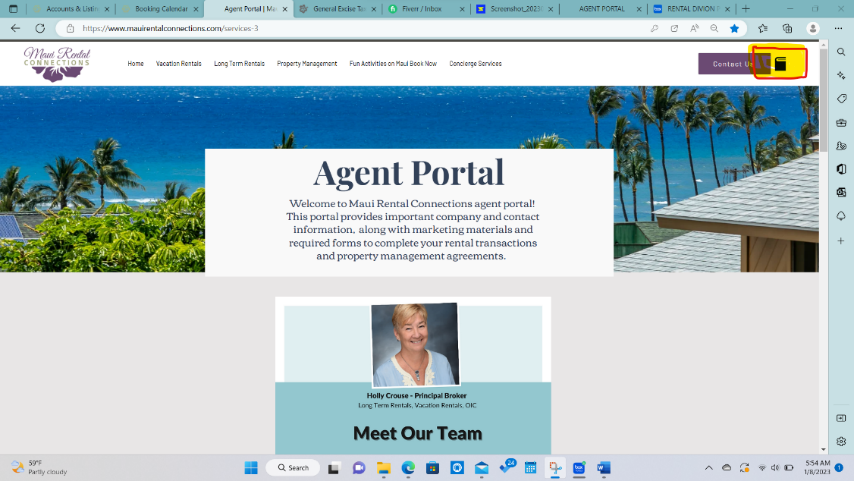 Accounts & Listin
Booking Calendar
Agent Portal | Ma
General Excise Ta
Fiverr / Inbox
AGENT PORTAL
RENTAL DIVION
https://www.mauirentalconnections.com/services-3
Maui Rental
CONNECTIONS
Home
Vacation Rentals
Long Term Rentals
Property Management
Fun Activities on Maui Book Now
Concierge Services
Contact U
Agent Portal
Welcome to Maui Rental Connections agent portal!
This portal provides important company and contact
information, along with marketing materials and
required forms to complete your rental transactions
and property management agreements.
Holly Crouse - Principal Broker
Long Term Rentals, Vacation Rentals, OIC
Meet Our Team
59°F
Partly cloudy
Search
24
5:54 AM
1/8/2023